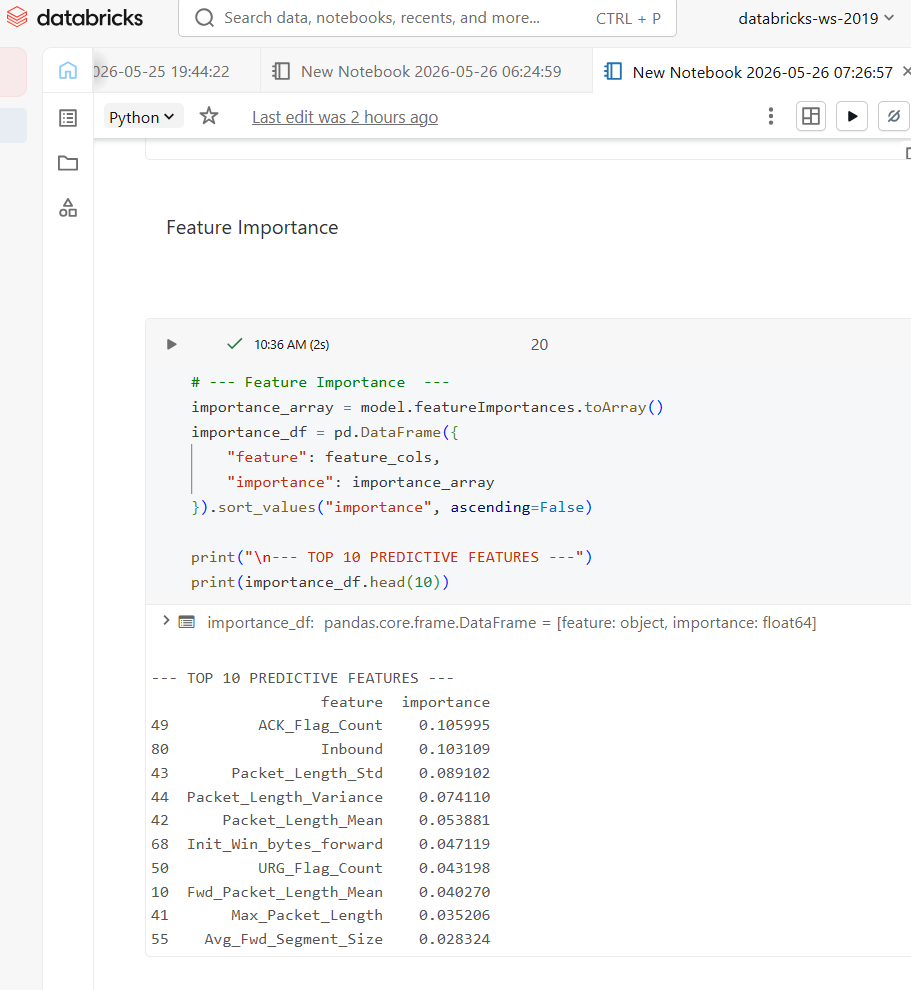 databricks
Search data, notebooks, recents, and more... CTRL + P
databricks-ws-2019
026-05-25 19:44:22
New Notebook 2026-05-26 06:24:59
New Notebook 2026-05-26 07:26:57
Python
Last edit was 2 hours ago
Feature Importance
10:36 AM (2s)
20
# --- Feature Importance  ---
importance_array = model.featureImportances.toArray()
importance_df = pd.DataFrame({
    "feature": feature_cols,
    "importance": importance_array
}).sort_values("importance", ascending=False)
print("\n--- TOP 10 PREDICTIVE FEATURES ---")
print(importance_df.head(10))
importance_df: pandas.core.frame.DataFrame = [feature: object, importance: float64]
--- TOP 10 PREDICTIVE FEATURES ---
feature importance
49 ACK_Flag_Count 0.105995
80 Inbound 0.103109
43 Packet_Length_Std 0.089102
44 Packet_Length_Variance 0.074110
42 Packet_Length_Mean 0.053881
68 Init_Win_bytes_forward 0.047119
50 URG_Flag_Count 0.043198
10 Fwd_Packet_Length_Mean 0.040270
41 Max_Packet_Length 0.035206
55 Avg_Fwd_Segment_Size 0.028324